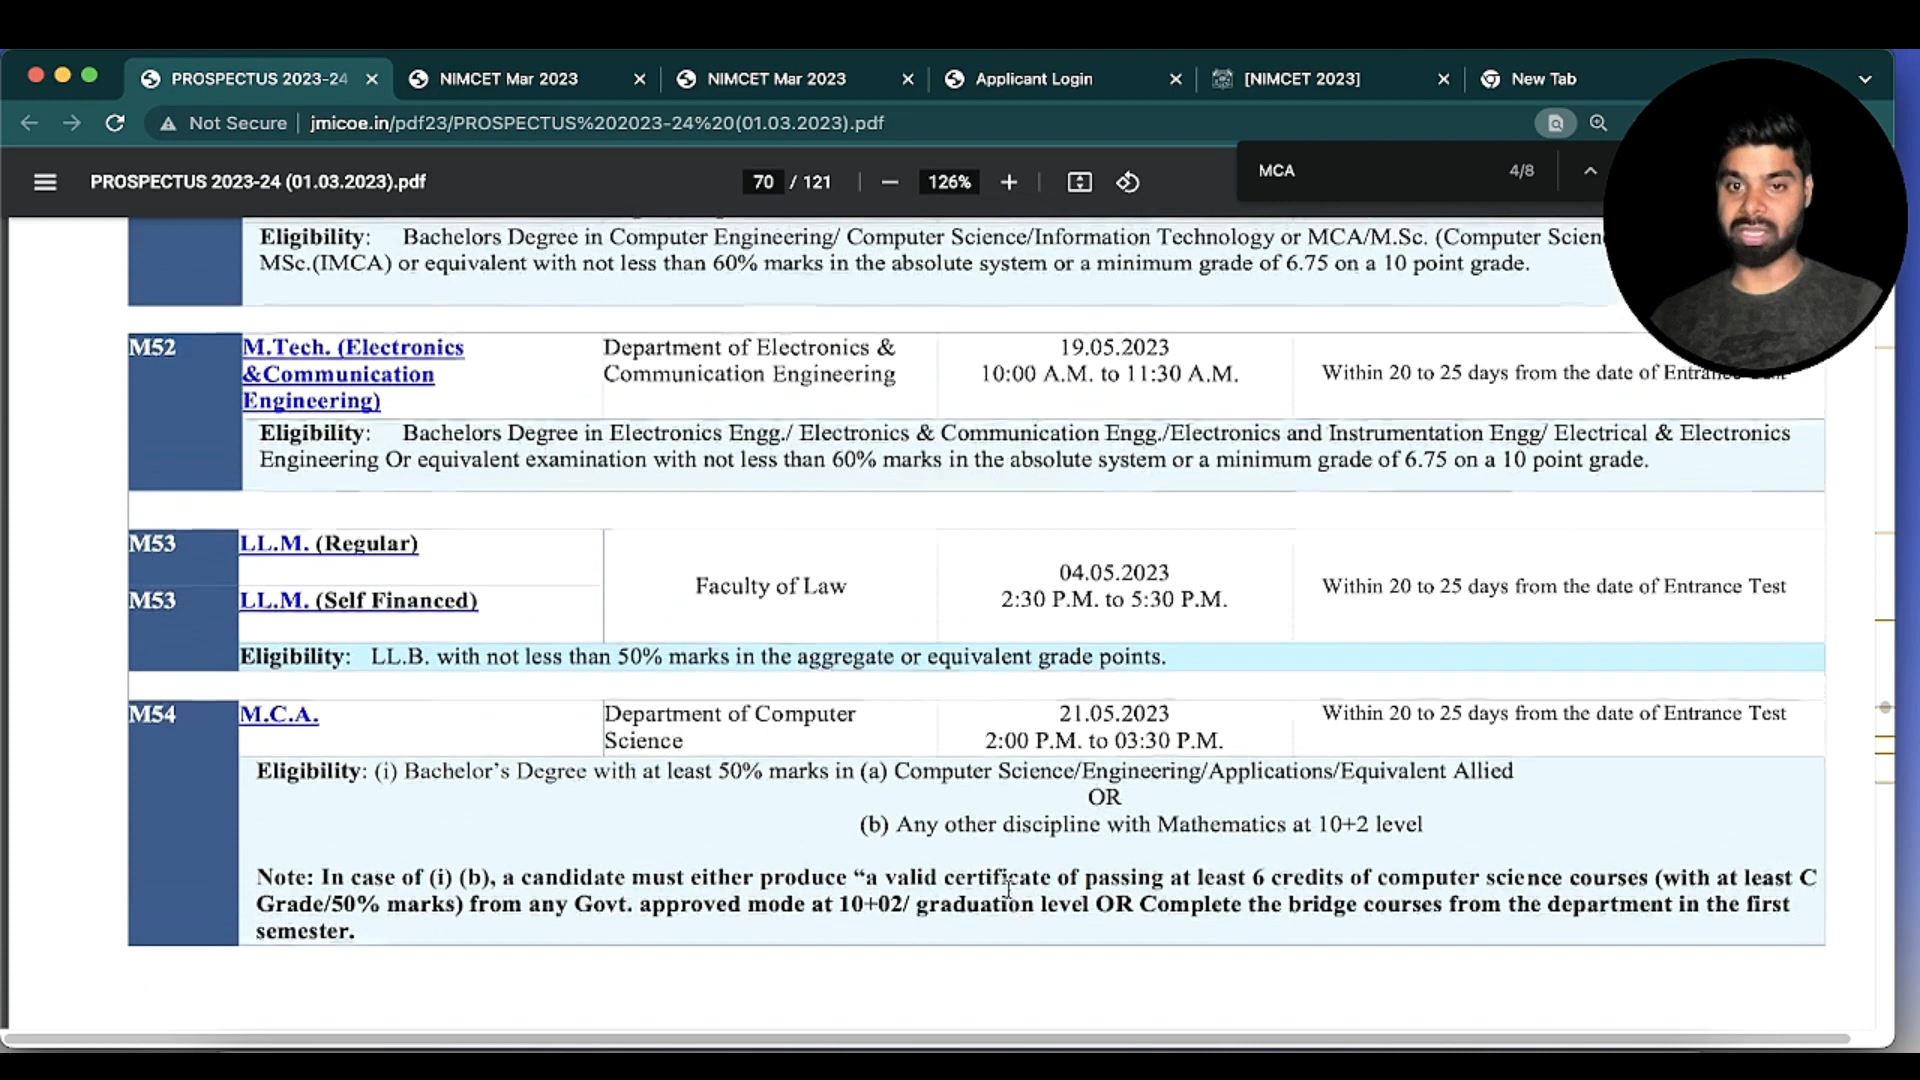 PROSPECTUS 2023-24
NIMCET Mar 2023
NIMCET Mar 2023
Applicant Login
[NIMCET 2023]
New Tab
Not Secure jmicoe.in/pdf23/PROSPECTUS%202023-24%20(01.03.2023).pdf
PROSPECTUS 2023-24 (01.03.2023).pdf
70 / 121
126%
MCA 4/8
Eligibility: Bachelors Degree in Computer Engineering/ Computer Science/Information Technology or MCA/M.Sc. (Computer
MSc.(IMCA) or equivalent with not less than 60% marks in the absolute system or a minimum grade of 6.75 on a 10 point grade.
M52
M.Tech. (Electronics
&Communication
Engineering)
Department of Electronics &
Communication Engineering
19.05.2023
10:00 A.M. to 11:30 A.M.
Within 20 to 25 days from the date of
Eligibility: Bachelors Degree in Electronics Engg./ Electronics & Communication Engg./Electronics and Instrumentation Engg/ Electrical & Electronics
Engineering Or equivalent examination with not less than 60% marks in the absolute system or a minimum grade of 6.75 on a 10 point grade.
M53
LL.M. (Regular)
M53
LL.M. (Self Financed)
Faculty of Law
04.05.2023
2:30 P.M. to 5:30 P.M.
Within 20 to 25 days from the date of Entrance Test
Eligibility: LL.B. with not less than 50% marks in the aggregate or equivalent grade points.
M54
M.C.A.
Department of Computer
Science
21.05.2023
2:00 P.M. to 03:30 P.M.
Within 20 to 25 days from the date of Entrance Test
Eligibility: (i) Bachelor's Degree with at least 50% marks in (a) Computer Science/Engineering/Applications/Equivalent Allied
OR
(b) Any other discipline with Mathematics at 10+2 level
Note: In case of (i) (b), a candidate must either produce “a valid certificate of passing at least 6 credits of computer science courses (with at least C
Grade/50% marks) from any Govt. approved mode at 10+02/ graduation level OR Complete the bridge courses from the department in the first
semester.